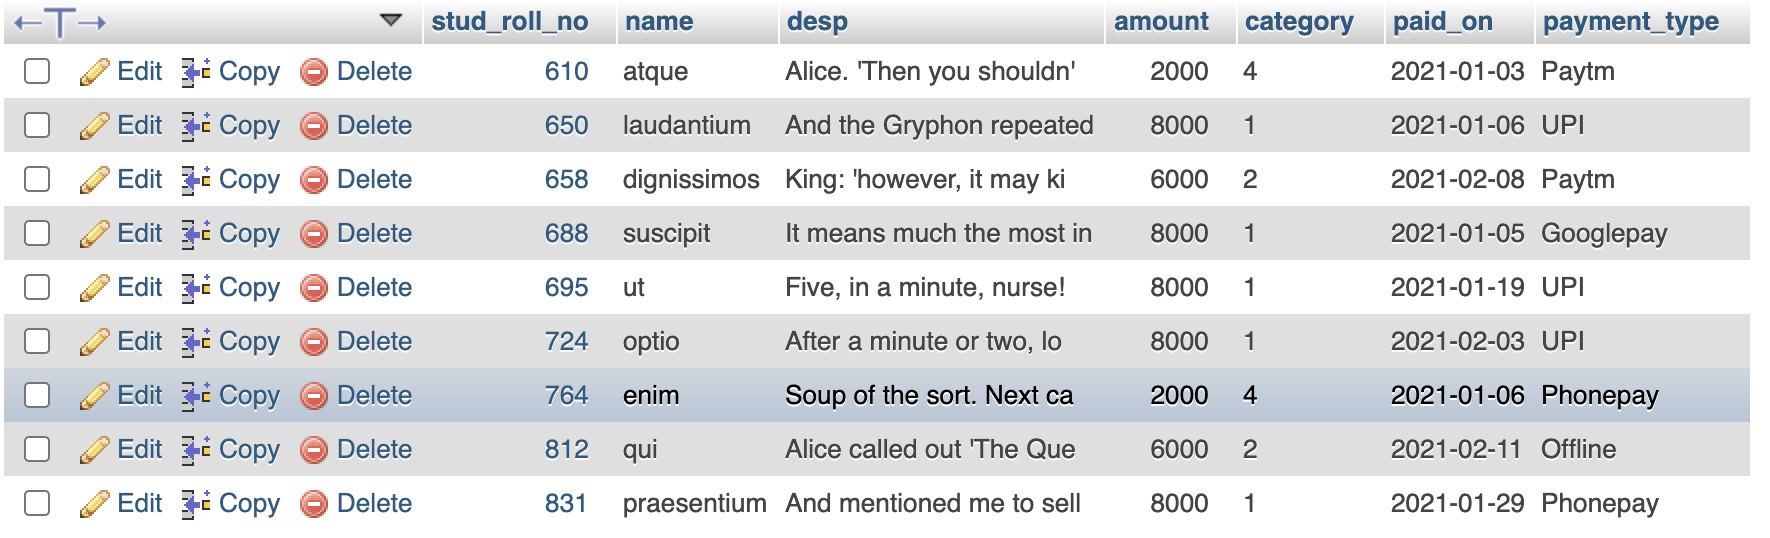 stud_roll_no name desp amount category paid_on payment_type
Edit Copy Delete 610 atque Alice. 'Then you shouldn' 2000 4 2021-01-03 Paytm
Edit Copy Delete 650 laudantium And the Gryphon repeated 8000 1 2021-01-06 UPI
Edit Copy Delete 658 dignissimos King: 'however, it may ki 6000 2 2021-02-08 Paytm
Edit Copy Delete 688 suscipit It means much the most in 8000 1 2021-01-05 Googlepay
Edit Copy Delete 695 ut Five, in a minute, nurse! 8000 1 2021-01-19 UPI
Edit Copy Delete 724 optio After a minute or two, lo 8000 1 2021-02-03 UPI
Edit Copy Delete 764 enim Soup of the sort. Next ca 2000 4 2021-01-06 Phonepay
Edit Copy Delete 812 qui Alice called out 'The Que 6000 2 2021-02-11 Offline
Edit Copy Delete 831 praesentium And mentioned me to sell 8000 1 2021-01-29 Phonepay